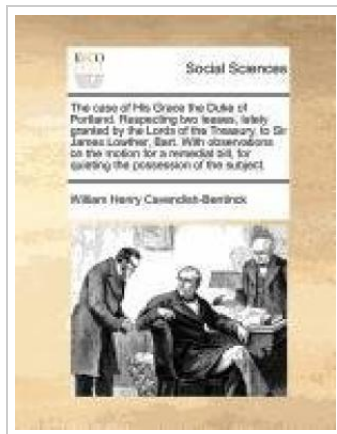 ECCO
Social Sciences
The case of His Grace the Duke of
Portland. Respecting two leases, lately
granted by the Lords of the Treasury, to Sir
James Lowther, Bart. With observations
on the motion for a remedial bill, for
quieting the possession of the subject.
William Henry Cavendish-Bentinck